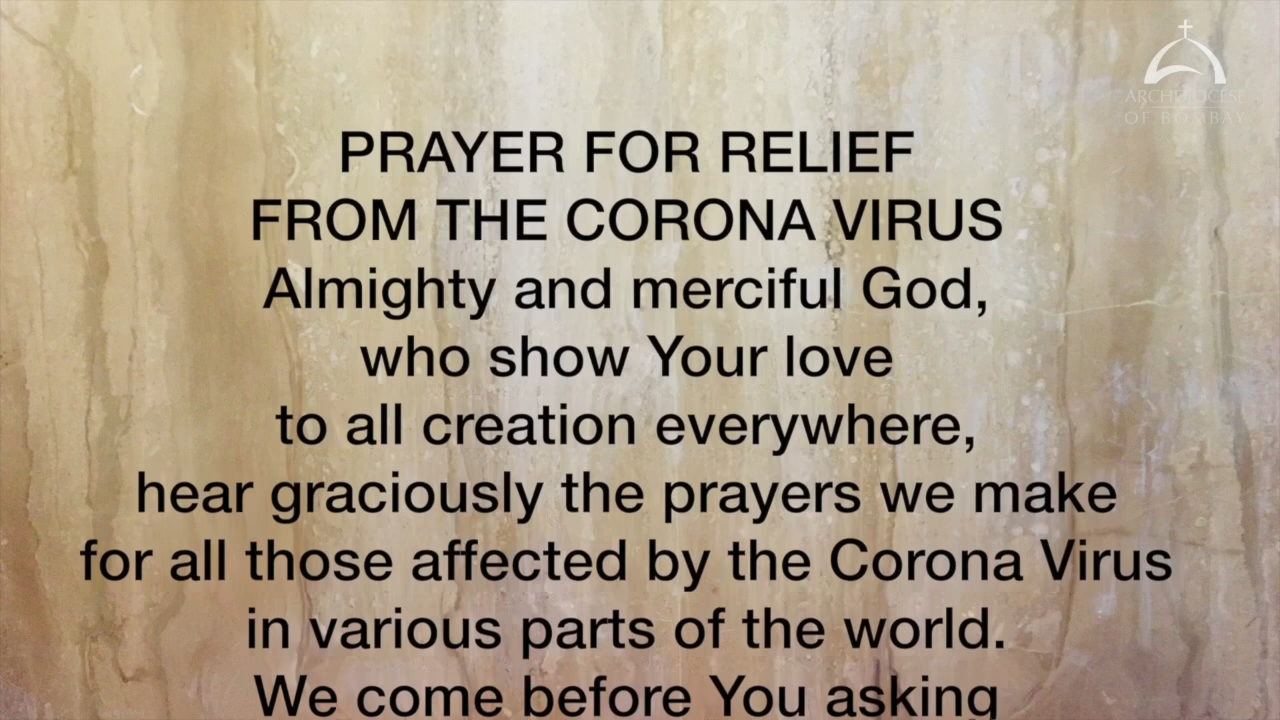 ARCHDIOCESE
OF BOMBAY
PRAYER FOR RELIEF
FROM THE CORONA VIRUS
Almighty and merciful God,
who show Your love
to all creation everywhere,
hear graciously the prayers we make
for all those affected by the Corona Virus
in various parts of the world.
We come before You asking